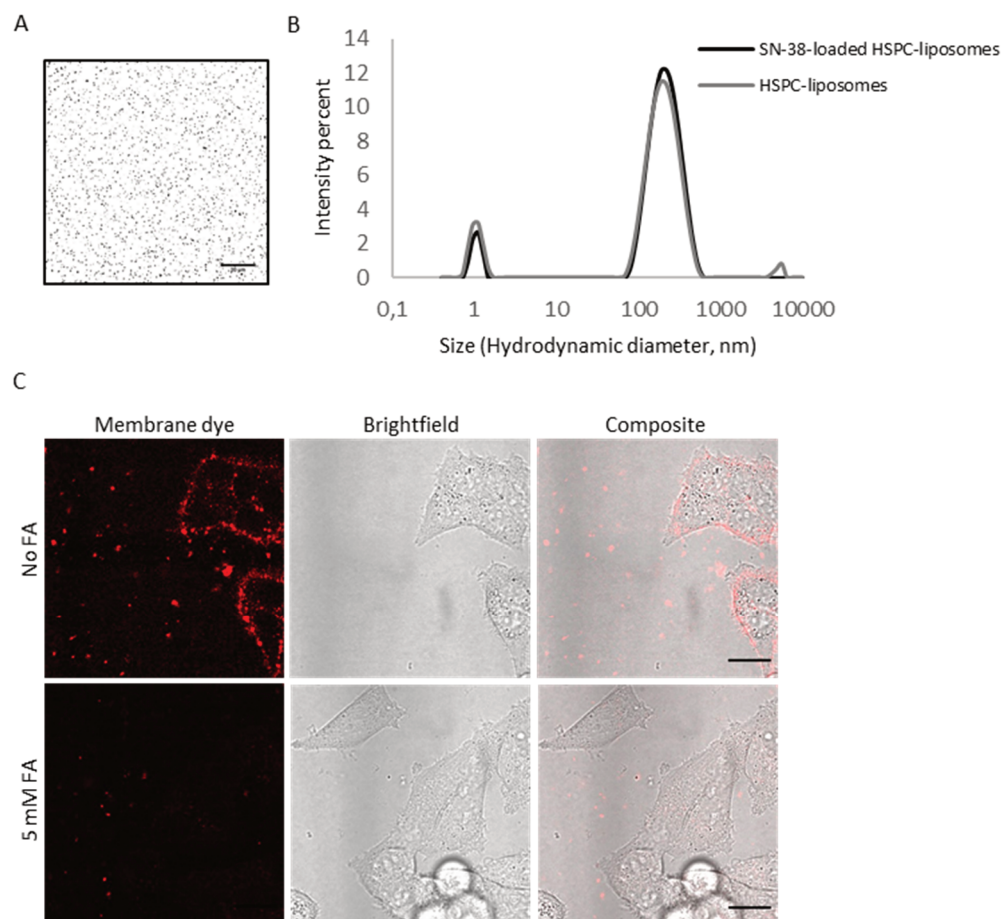 A
B
14
12
10
8
6
4
2
0
Intensity percent
0,1
1
10
100
1000
10000
Size (Hydrodynamic diameter, nm)
SN-38-loaded HSPC-liposomes
HSPC-liposomes
C
Membrane dye
Brightfield
Composite
No FA
5 mM FA